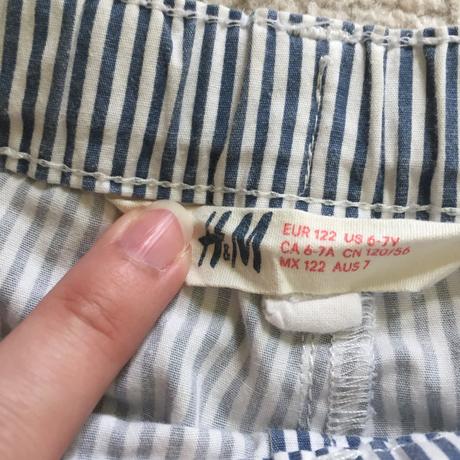 H&M
EUR 122 US 6-7Y
CA 6-7A CN 120/56
MX 122 AUS 7